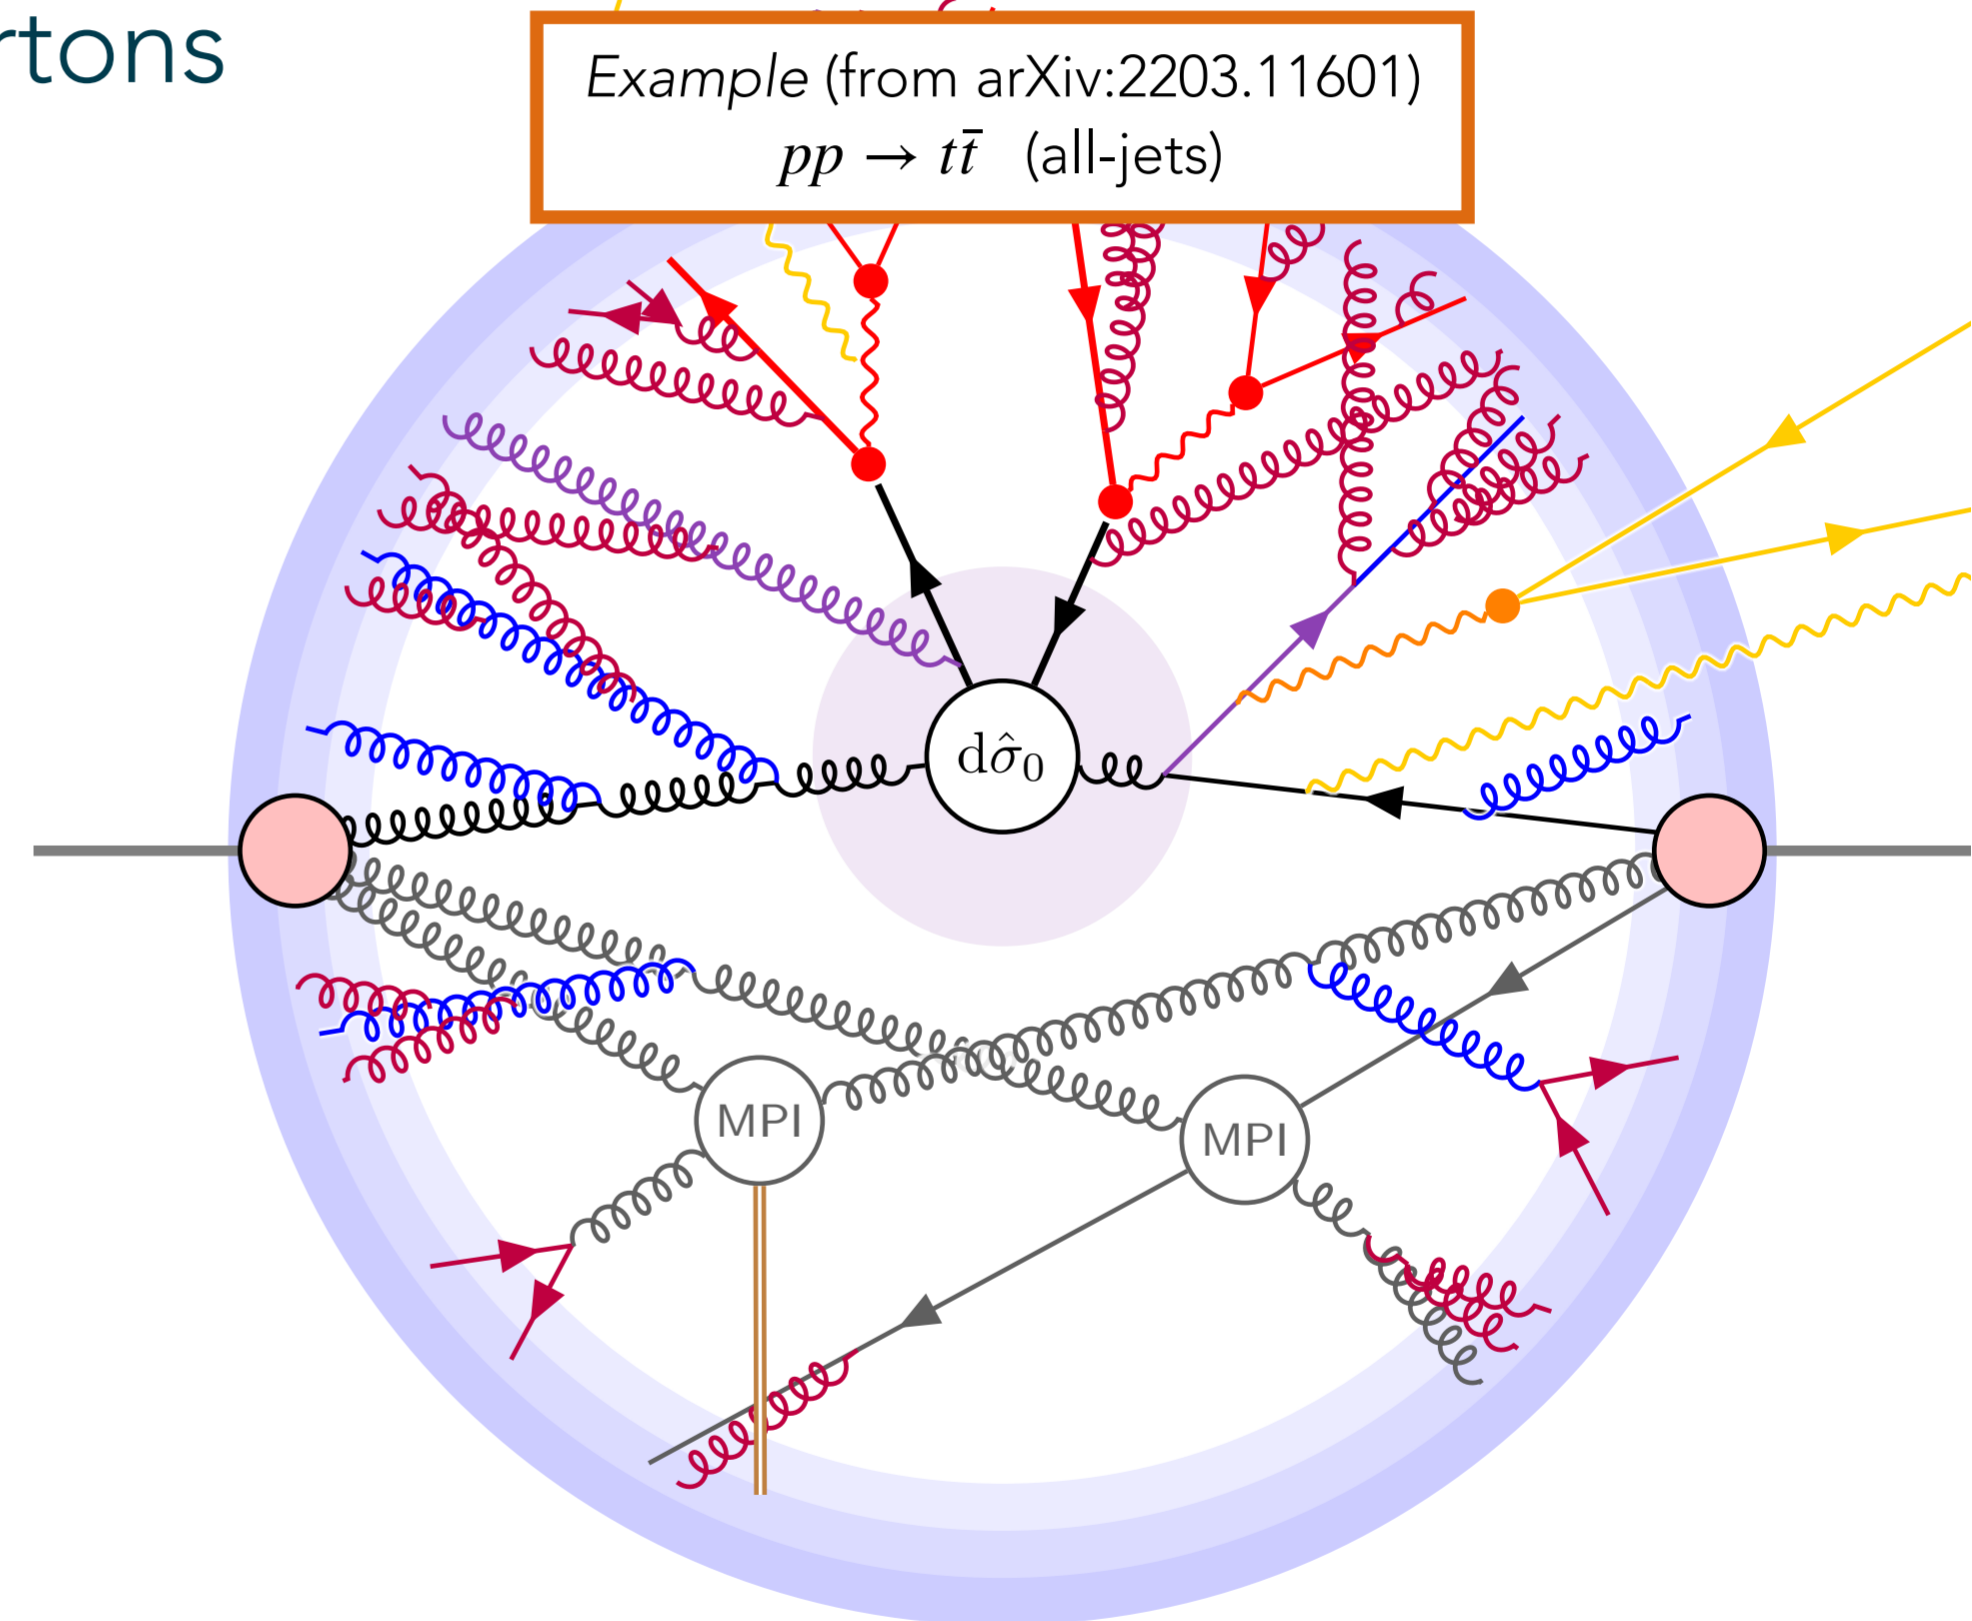 rtons
Example (from arXiv:2203.11601)
pp → tt̄ (all-jets)
dσ̂₀
MPI
MPI